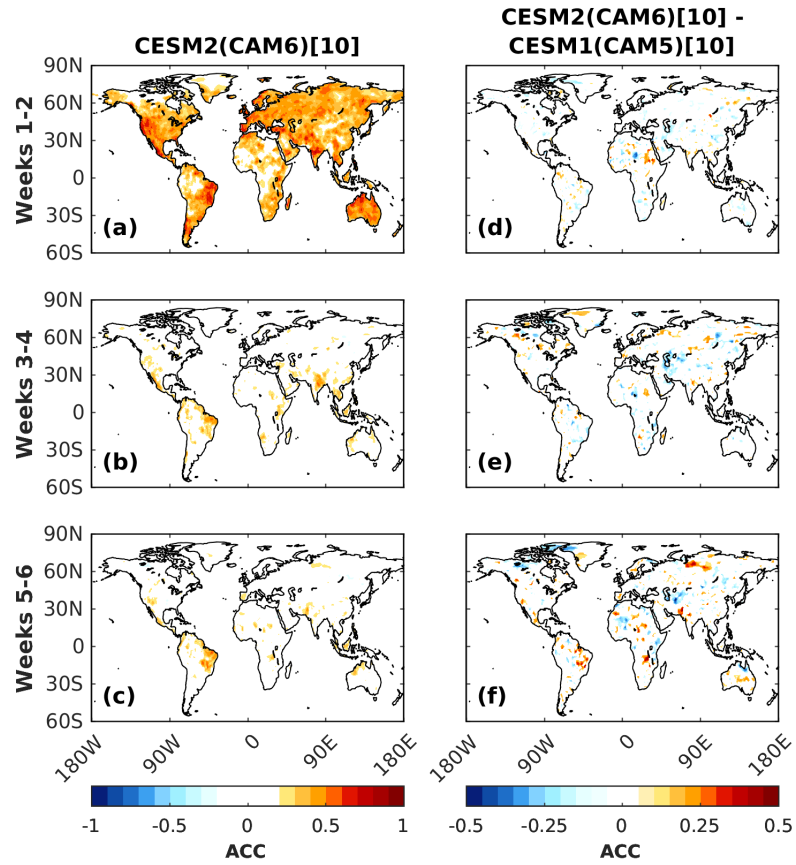 CESM2(CAM6)[10]
CESM2(CAM6)[10] -
CESM1(CAM5)[10]
Weeks 1-2
90N
60N
30N
0
30S
60S
(a)
(d)
Weeks 3-4
90N
60N
30N
0
30S
60S
(b)
(e)
Weeks 5-6
90N
60N
30N
0
30S
60S
(c)
(f)
180W
90W
0
90E
180E
180W
90W
0
90E
180E
-1
-0.5
0
0.5
1
ACC
-0.5
-0.25
0
0.25
0.5
ACC